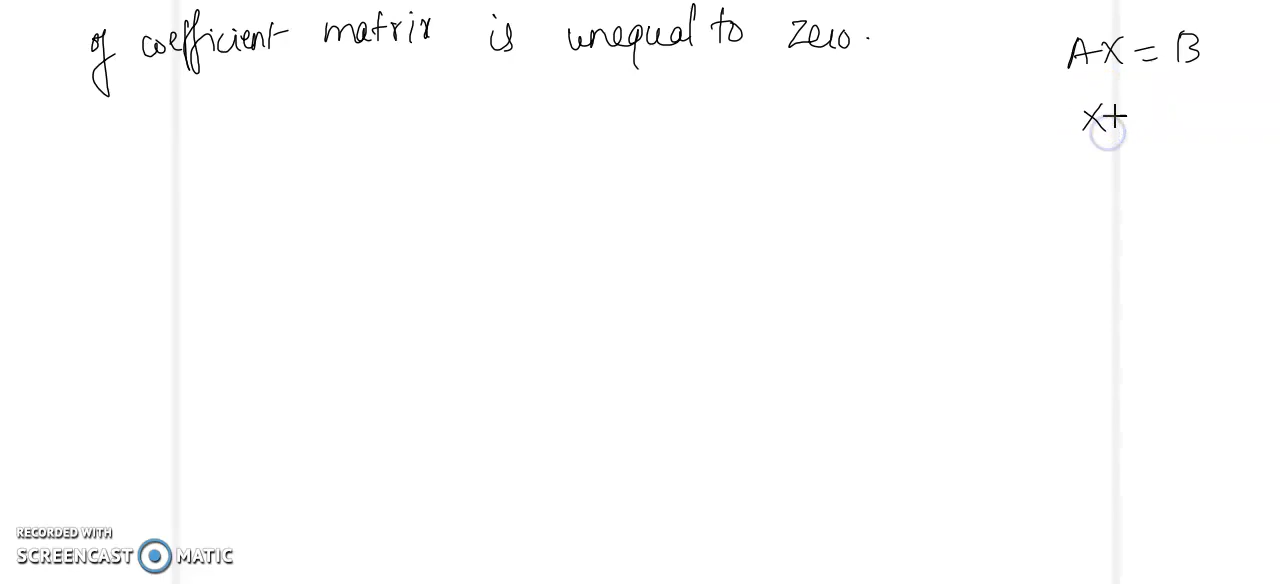 of coefficient matrix is unequal to zero.
AX = B
X+
RECORDED WITH
SCREENCAST MATIC